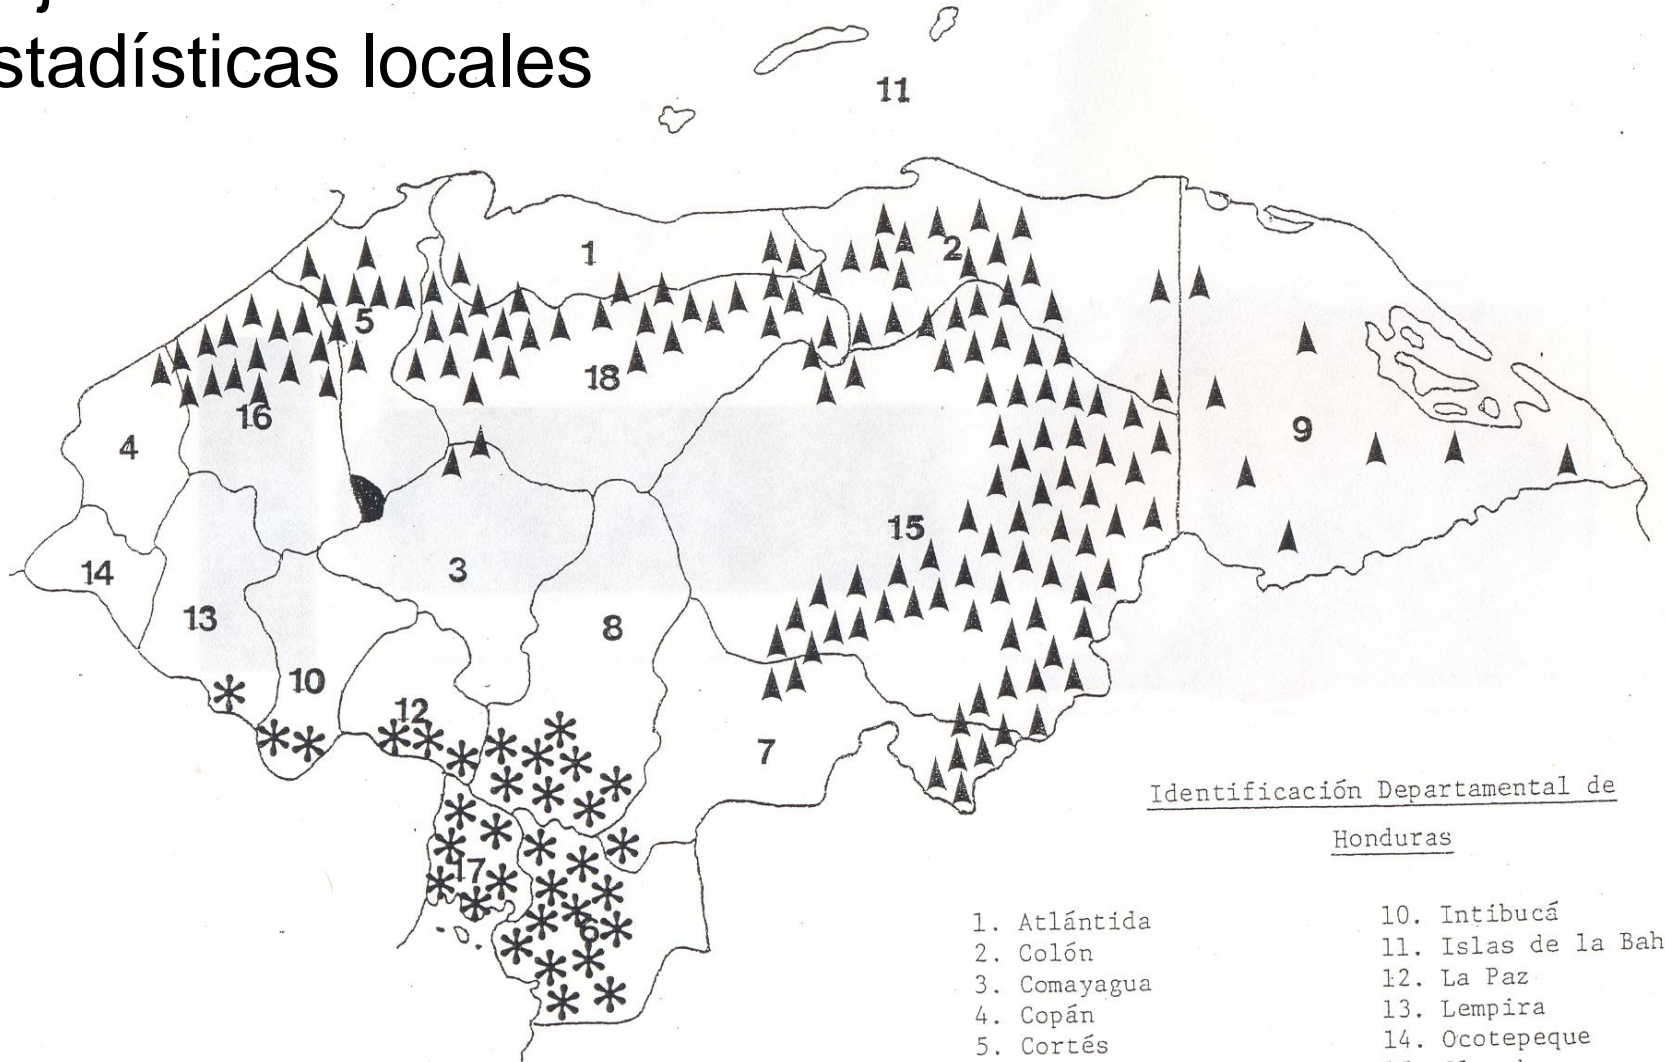 stadísticas locales
11
1
2
5
18
16
4
9
15
14
3
13
8
10
12
7
17
6
Identificación Departamental de
Honduras
1. Atlántida
2. Colón
3. Comayagua
4. Copán
5. Cortés
10. Intibucá
11. Islas de la Bah
12. La Paz
13. Lempira
14. Ocotepeque